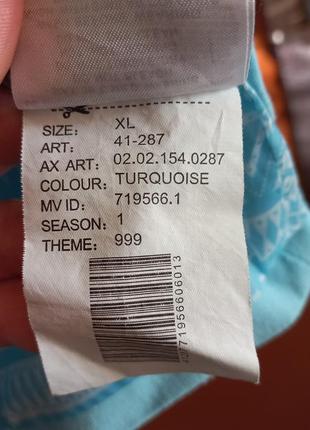 SIZE: XL
ART: 41-287
AX ART: 02.02.154.0287
COLOUR: TURQUOISE
MV ID: 719566.1
SEASON: 1
THEME: 999